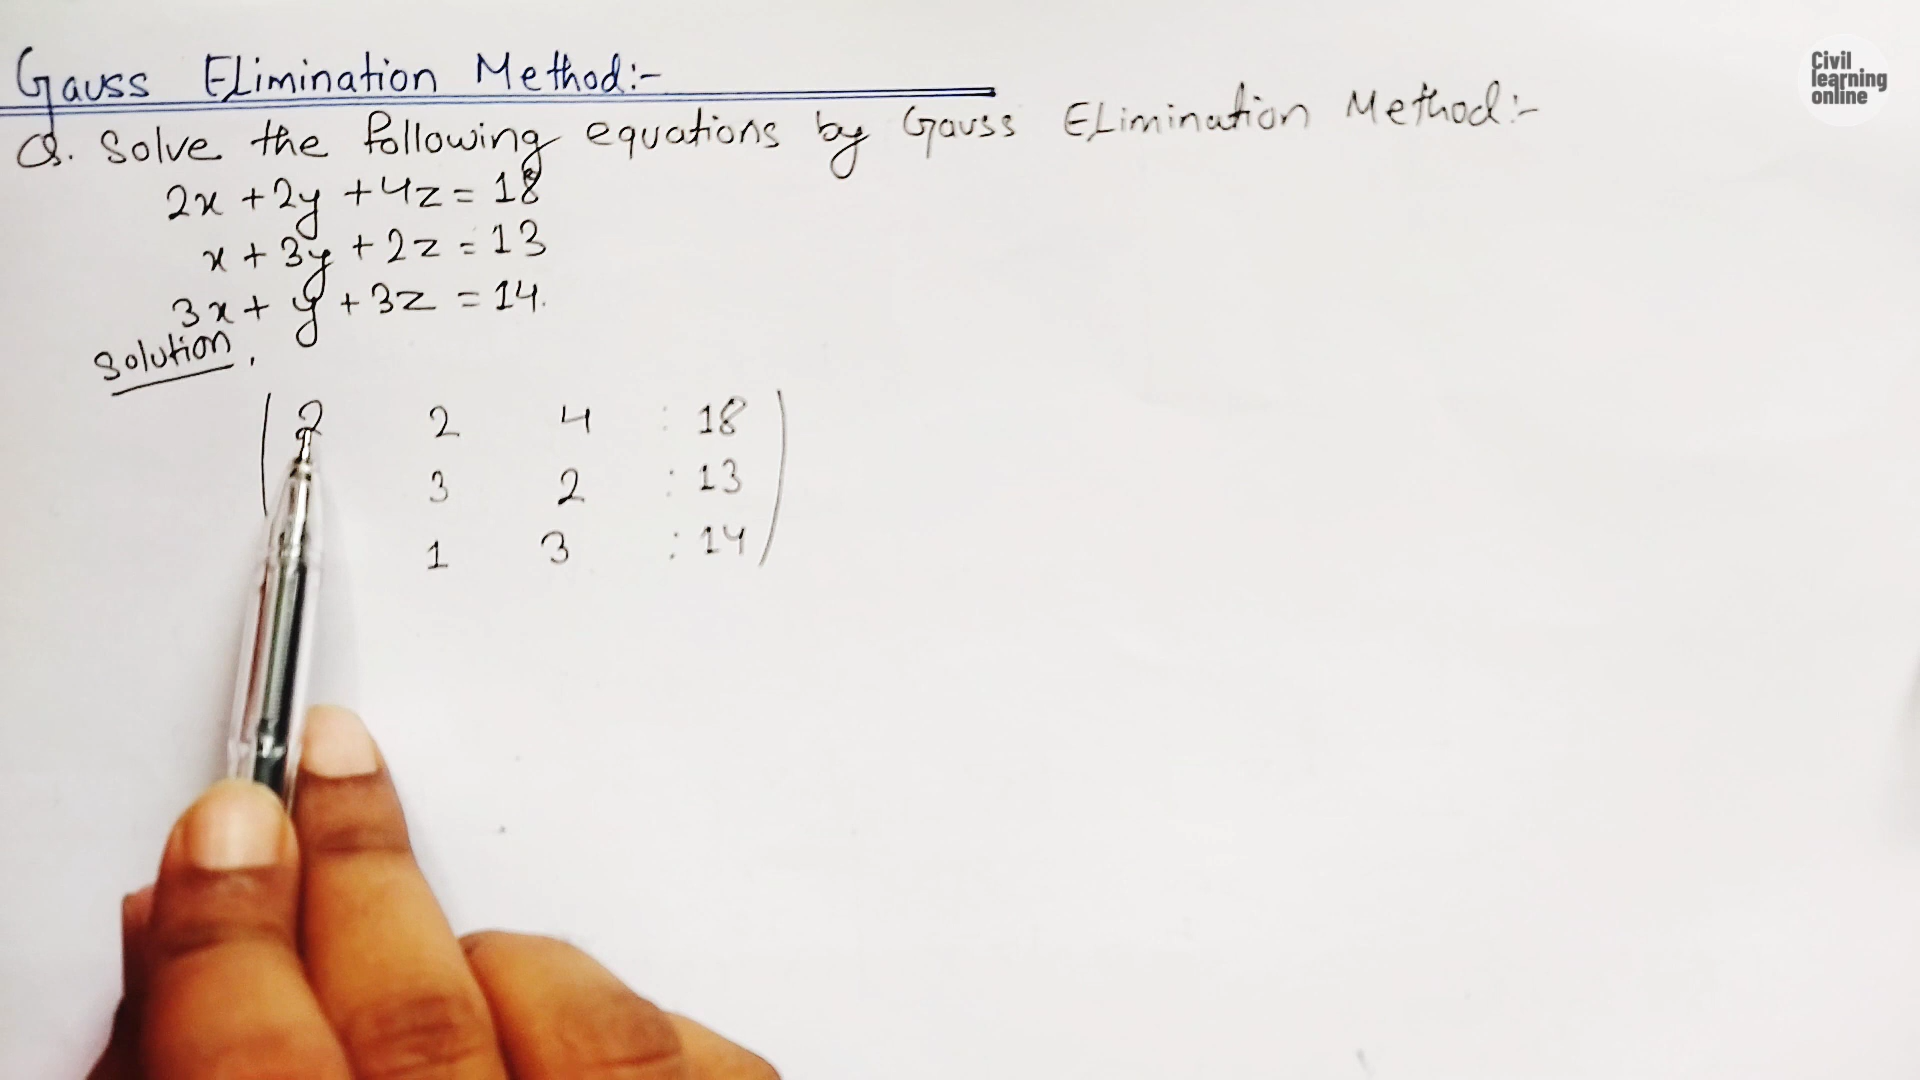 Gauss Elimination Method:-
Q. Solve the following equations by Gauss Elimination Method:-
2x + 2y + 4z = 18
x + 3y + 2z = 13
3x + y + 3z = 14.
Solution,
2 2 4 : 18
3 2 : 13
1 3 : 14
Civil
learning
online